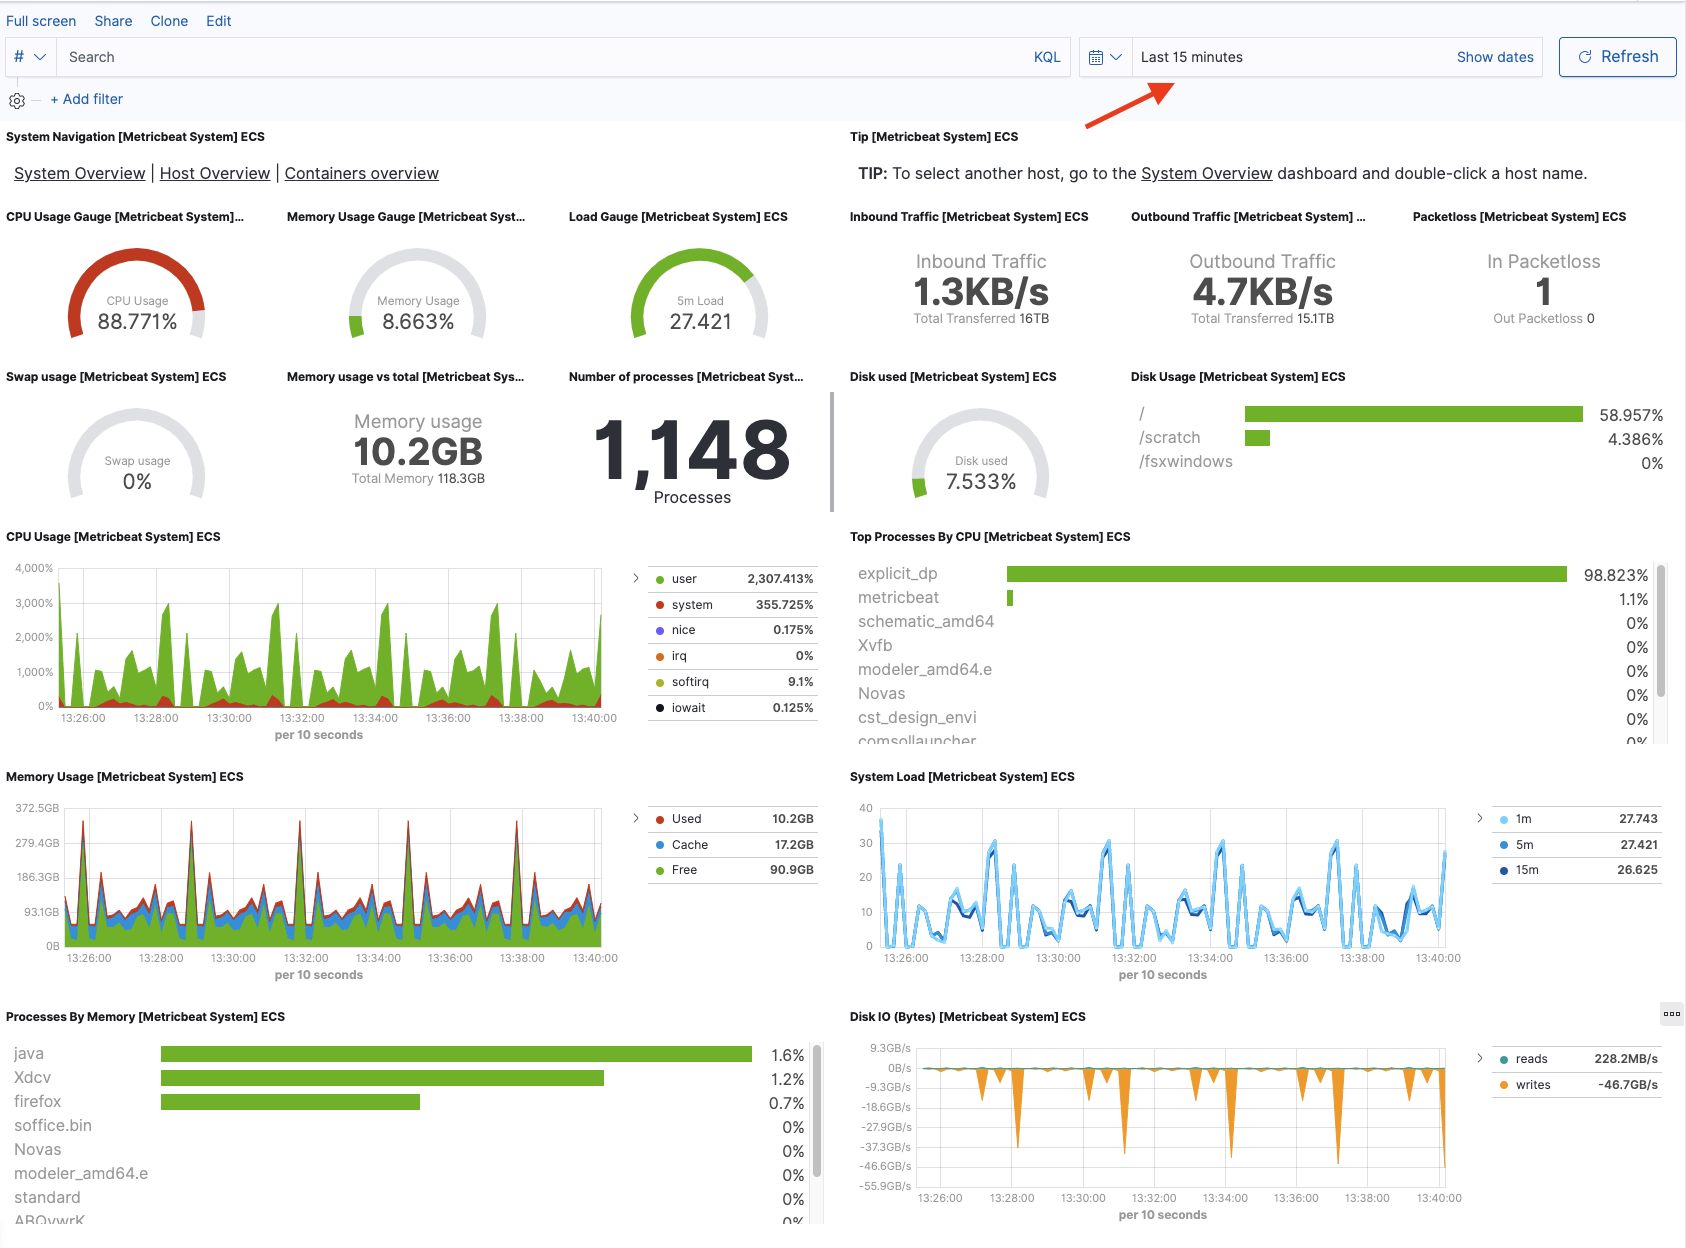 Full screen Share Clone Edit
# Search KQL Last 15 minutes Show dates Refresh
+ Add filter
System Navigation [Metricbeat System] ECS
System Overview | Host Overview | Containers overview
Tip [Metricbeat System] ECS
TIP: To select another host, go to the System Overview dashboard and double-click a host name.
CPU Usage Gauge [Metricbeat System]...
CPU Usage
88.771%
Memory Usage Gauge [Metricbeat Syst...
Memory Usage
8.663%
Load Gauge [Metricbeat System] ECS
5m Load
27.421
Inbound Traffic [Metricbeat System] ECS
Inbound Traffic
1.3KB/s
Total Transferred 16TB
Outbound Traffic [Metricbeat System] ...
Outbound Traffic
4.7KB/s
Total Transferred 15.1TB
Packetloss [Metricbeat System] ECS
In Packetloss
1
Out Packetloss 0
Swap usage [Metricbeat System] ECS
Swap usage
0%
Memory usage vs total [Metricbeat Sys...
Memory usage
10.2GB
Total Memory 118.3GB
Number of processes [Metricbeat Syst...
1,148
Processes
Disk used [Metricbeat System] ECS
Disk used
7.533%
Disk Usage [Metricbeat System] ECS
/ 58.957%
/scratch 4.386%
/fsxwindows 0%
CPU Usage [Metricbeat System] ECS
4,000%
3,000%
2,000%
1,000%
0%
13:26:00 13:28:00 13:30:00 13:32:00 13:34:00 13:36:00 13:38:00 13:40:00
per 10 seconds
user 2,307.413%
system 355.725%
nice 0.175%
irq 0%
softirq 9.1%
iowait 0.125%
Top Processes By CPU [Metricbeat System] ECS
explicit_dp 98.823%
metricbeat 1.1%
schematic_amd64 0%
Xvfb 0%
modeler_amd64.e 0%
Novas 0%
cst_design_envi 0%
comsollauncher 0%
Memory Usage [Metricbeat System] ECS
372.5GB
279.4GB
186.3GB
93.1GB
0B
13:26:00 13:28:00 13:30:00 13:32:00 13:34:00 13:36:00 13:38:00 13:40:00
per 10 seconds
Used 10.2GB
Cache 17.2GB
Free 90.9GB
System Load [Metricbeat System] ECS
40
30
20
10
0
13:26:00 13:28:00 13:30:00 13:32:00 13:34:00 13:36:00 13:38:00 13:40:00
per 10 seconds
1m 27.743
5m 27.421
15m 26.625
Processes By Memory [Metricbeat System] ECS
java 1.6%
Xdcv 1.2%
firefox 0.7%
soffice.bin 0%
Novas 0%
modeler_amd64.e 0%
standard 0%
0%
Disk IO (Bytes) [Metricbeat System] ECS
9.3GB/s
0B/s
-9.3GB/s
-18.6GB/s
-27.9GB/s
-37.3GB/s
-46.6GB/s
-55.9GB/s
13:26:00 13:28:00 13:30:00 13:32:00 13:34:00 13:36:00 13:38:00 13:40:00
per 10 seconds
reads 228.2MB/s
writes -46.7GB/s